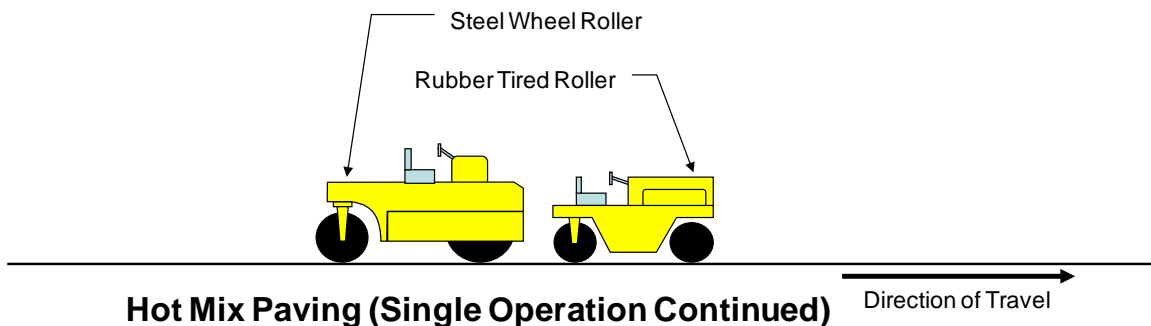 Steel Wheel Roller
Rubber Tired Roller
Hot Mix Paving (Single Operation Continued)
Direction of Travel